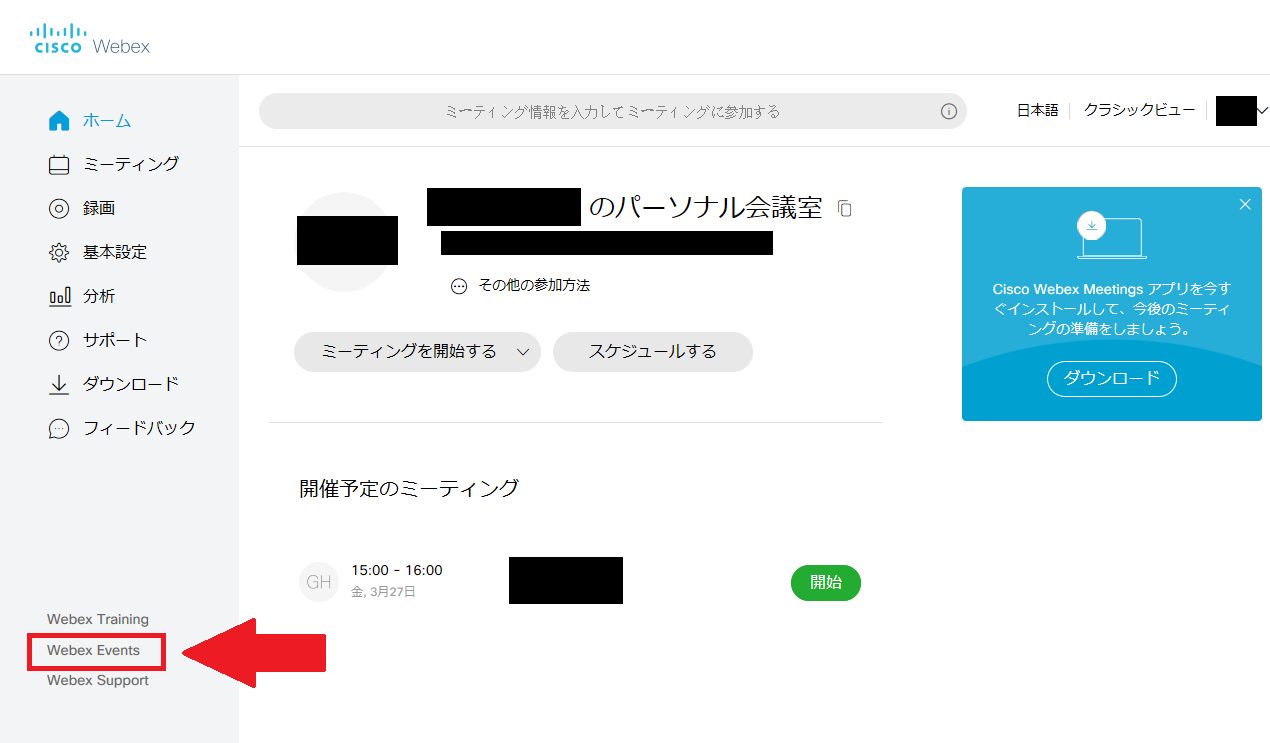 CISCO Webex
ホーム
ミーティング
録画
基本設定
分析
サポート
ダウンロード
フィードバック
Webex Training
Webex Events
Webex Support
ミーティング情報を入力してミーティングに参加する
日本語
クラシックビュー
のパーソナル会議室
その他の参加方法
ミーティングを開始する
スケジュールする
Cisco Webex Meetings アプリを今す
ぐインストールして、今後のミーティ
ングの準備をしましょう。
ダウンロード
開催予定のミーティング
GH
15:00 - 16:00
金, 3月27日
開始